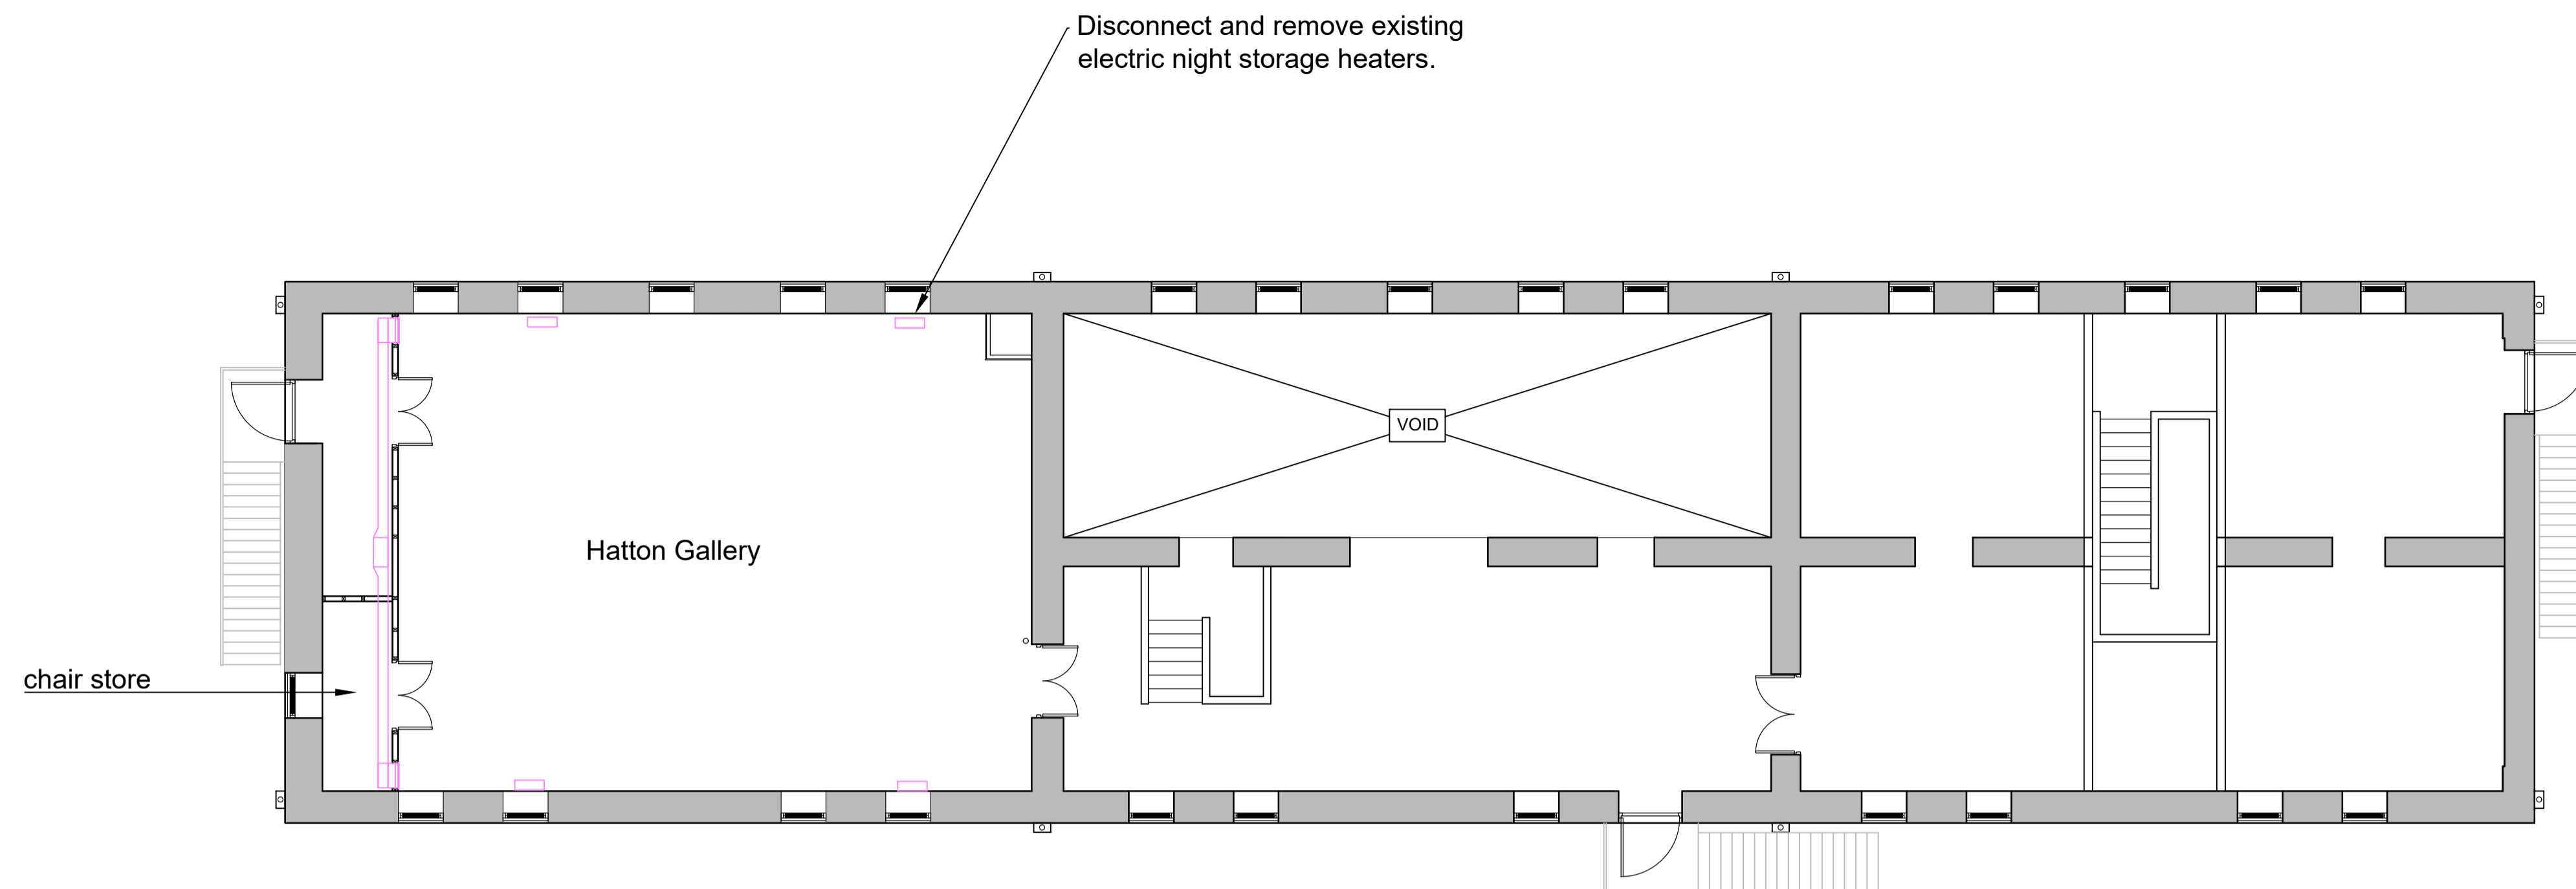 Disconnect and remove existing
electric night storage heaters.
VOID
Hatton Gallery
chair store